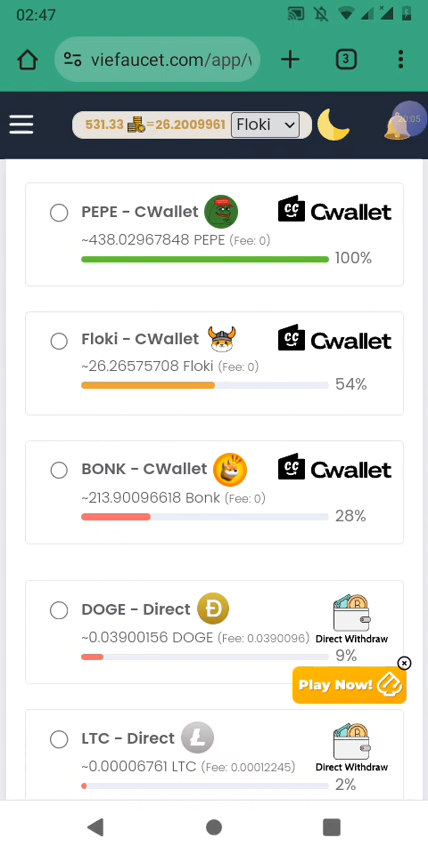 02:47
viefaucet.com/app/v
3
531.33 =26.2009961 Floki
20.05
PEPE - CWallet
Cwallet
~438.02967848 PEPE (Fee: 0)
100%
Floki - CWallet
Cwallet
~26.26575708 Floki (Fee: 0)
54%
BONK - CWallet
Cwallet
~213.90096618 Bonk (Fee: 0)
28%
DOGE - Direct
~0.03900156 DOGE (Fee: 0.0390096)
Direct Withdraw
9%
Play Now!
LTC - Direct
~0.00006761 LTC (Fee: 0.00012245)
Direct Withdraw
2%